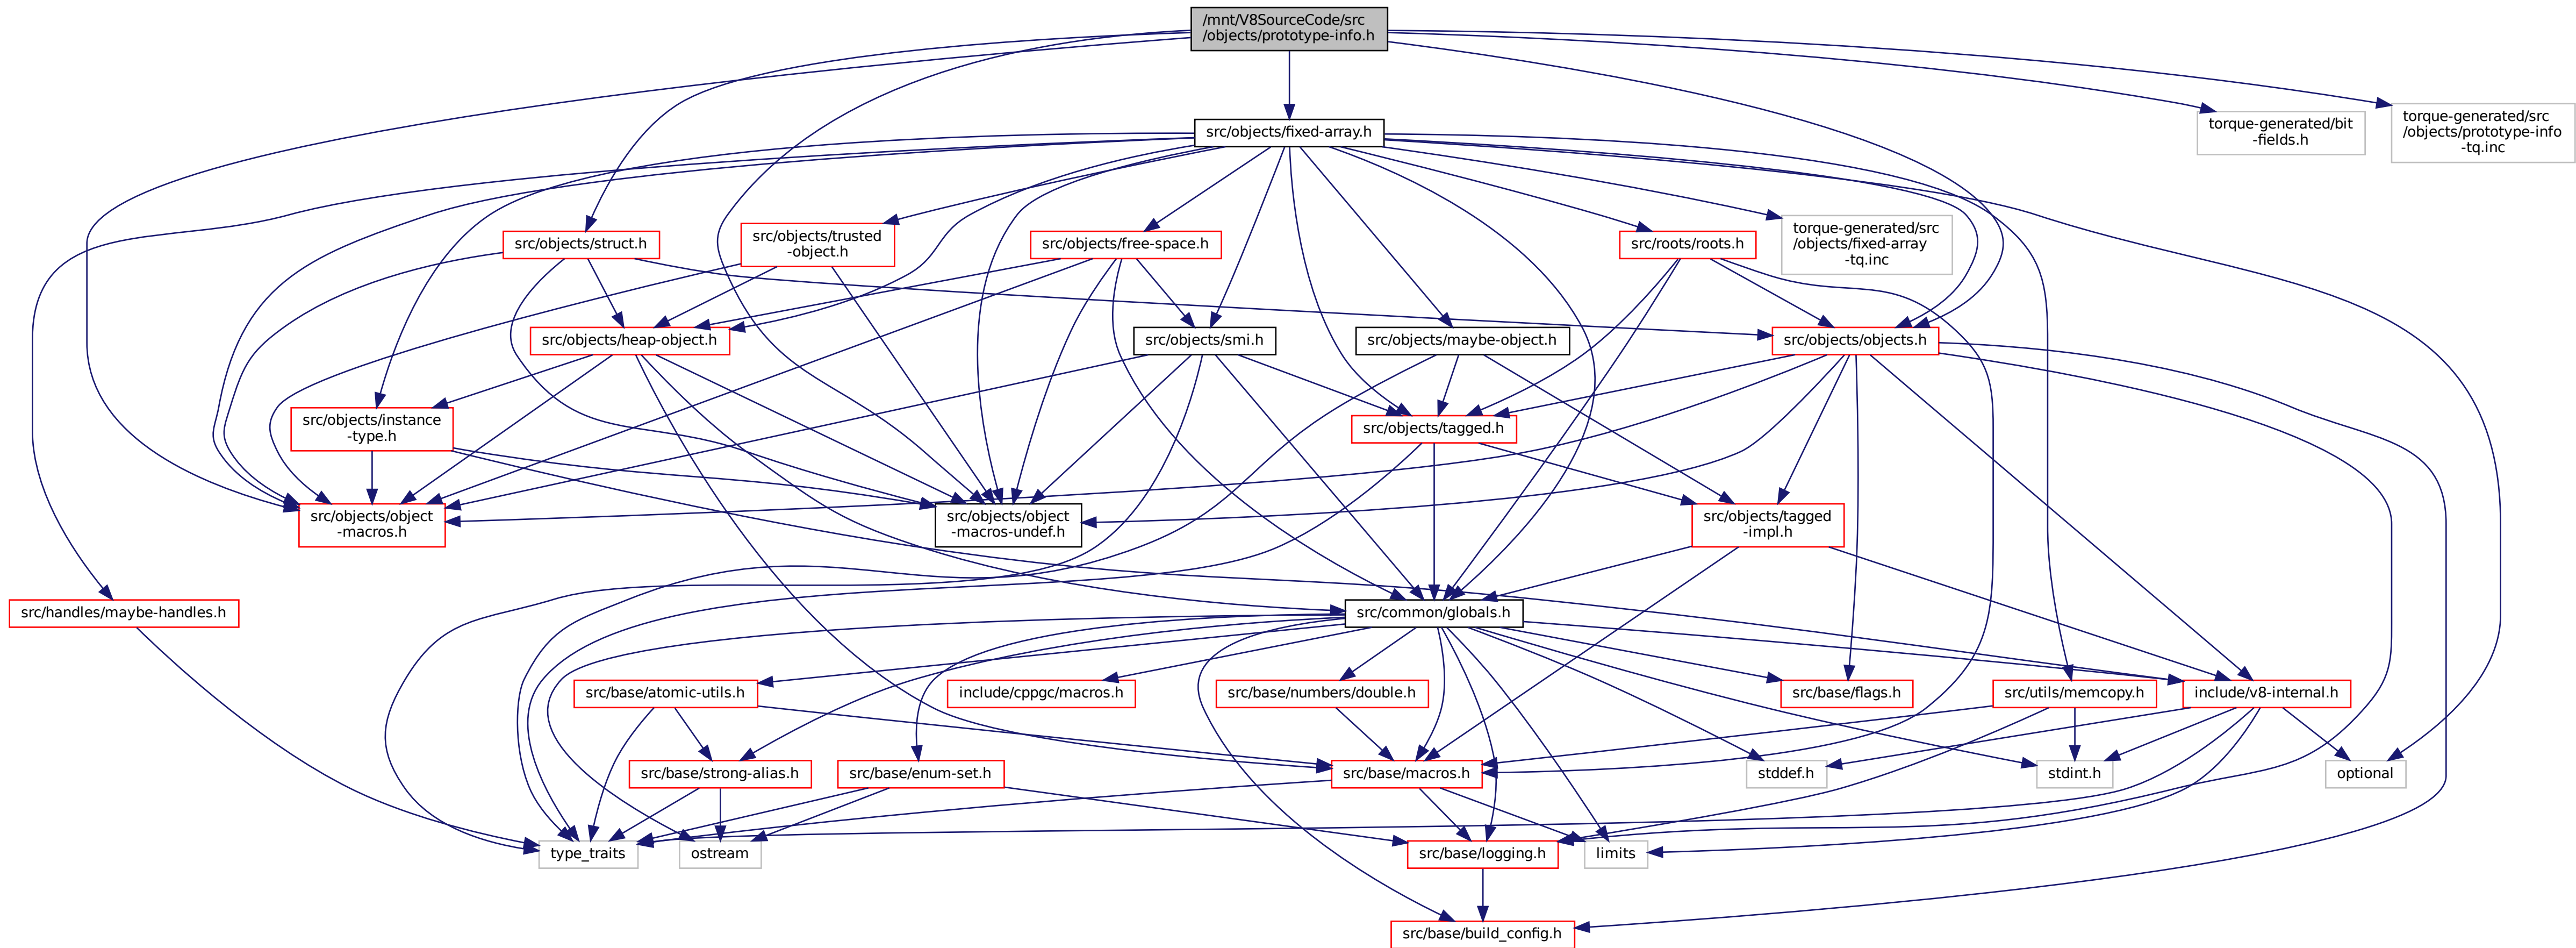 /mnt/V8SourceCode/src
/objects/prototype-info.h
src/objects/fixed-array.h
torque-generated/bit
-fields.h
torque-generated/src
/objects/prototype-info
-tq.inc
src/objects/struct.h
src/objects/trusted
-object.h
src/objects/free-space.h
src/roots/roots.h
torque-generated/src
/objects/fixed-array
-tq.inc
src/objects/heap-object.h
src/objects/smi.h
src/objects/maybe-object.h
src/objects/objects.h
src/objects/instance
-type.h
src/objects/tagged.h
src/objects/object
-macros.h
src/objects/object
-macros-undef.h
src/objects/tagged
-impl.h
src/handles/maybe-handles.h
src/common/globals.h
src/base/atomic-utils.h
include/cppgc/macros.h
src/base/numbers/double.h
src/base/flags.h
src/utils/memcopy.h
include/v8-internal.h
src/base/strong-alias.h
src/base/enum-set.h
src/base/macros.h
stddef.h
stdint.h
optional
type_traits
ostream
src/base/logging.h
limits
src/base/build_config.h